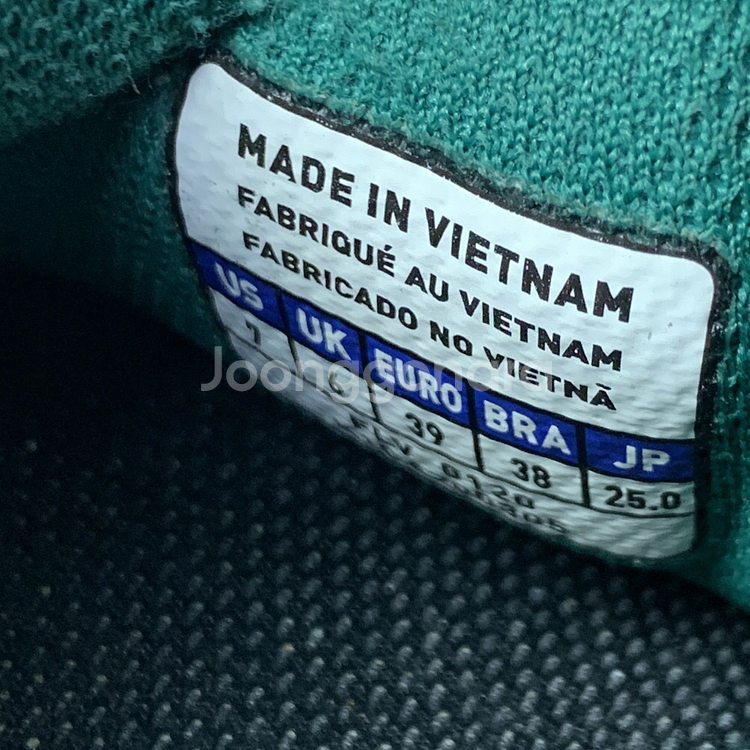 MADE IN VIETNAM
FABRIQUÉ AU VIETNAM
FABRICADO NO VIETNÃ
US UK EURO BRA JP
7 39 38 25.0
Joonggonara